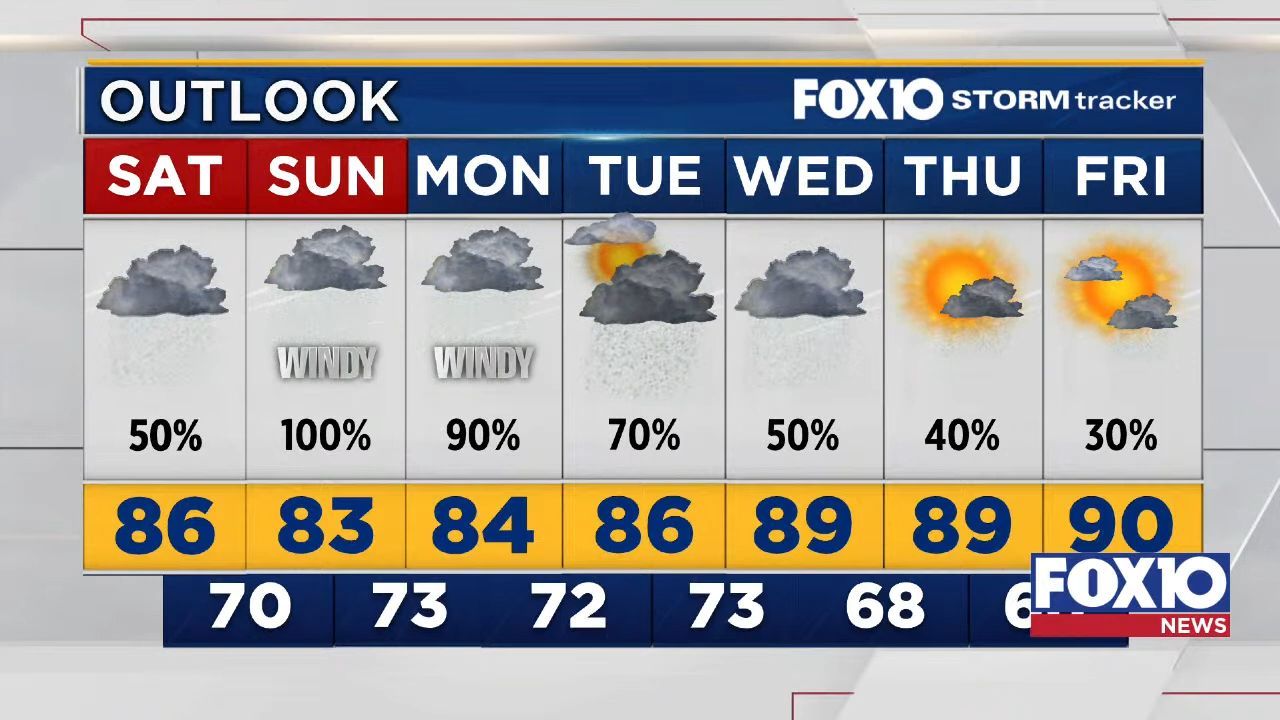 OUTLOOK FOX10 STORM tracker
SAT SUN MON TUE WED THU FRI
WINDY WINDY
50% 100% 90% 70% 50% 40% 30%
86 83 84 86 89 89 90
70 73 72 73 68
FOX10
NEWS